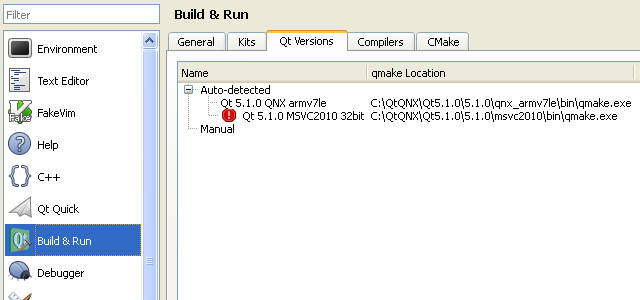 Filter
Build & Run
General
Kits
Qt Versions
Compilers
CMake
Environment
Text Editor
Fake
FakeVim
Help
C++
Qt Quick
Build & Run
Debugger
Name qmake Location
Auto-detected
Qt 5.1.0 QNX armv7le C:\QtQNX\Qt5.1.0\5.1.0\qnx_armv7le\bin\qmake.exe
Qt 5.1.0 MSVC2010 32bit C:\QtQNX\Qt5.1.0\5.1.0\msvc2010\bin\qmake.exe
Manual